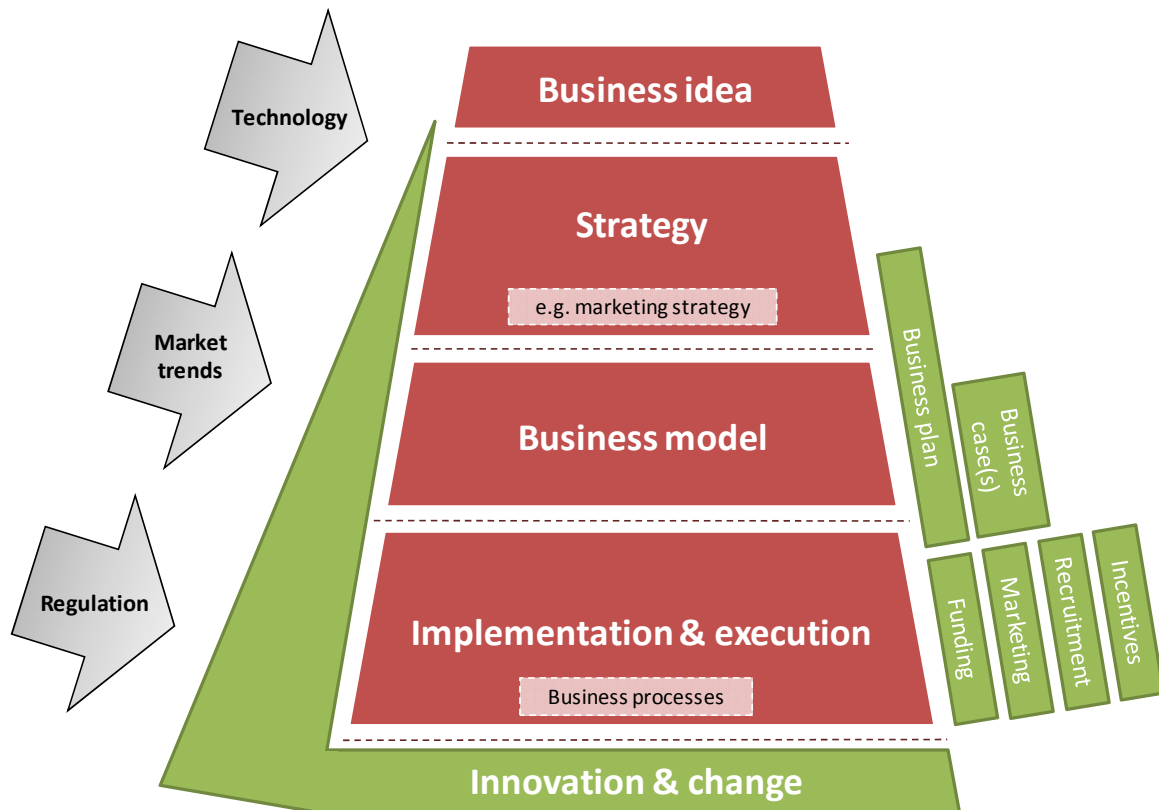 Technology
Market
trends
Regulation
Business idea
Strategy
e.g. marketing strategy
Business model
Implementation & execution
Business processes
Innovation & change
Business plan
Business
case(s)
Funding
Marketing
Recruitment
Incentives